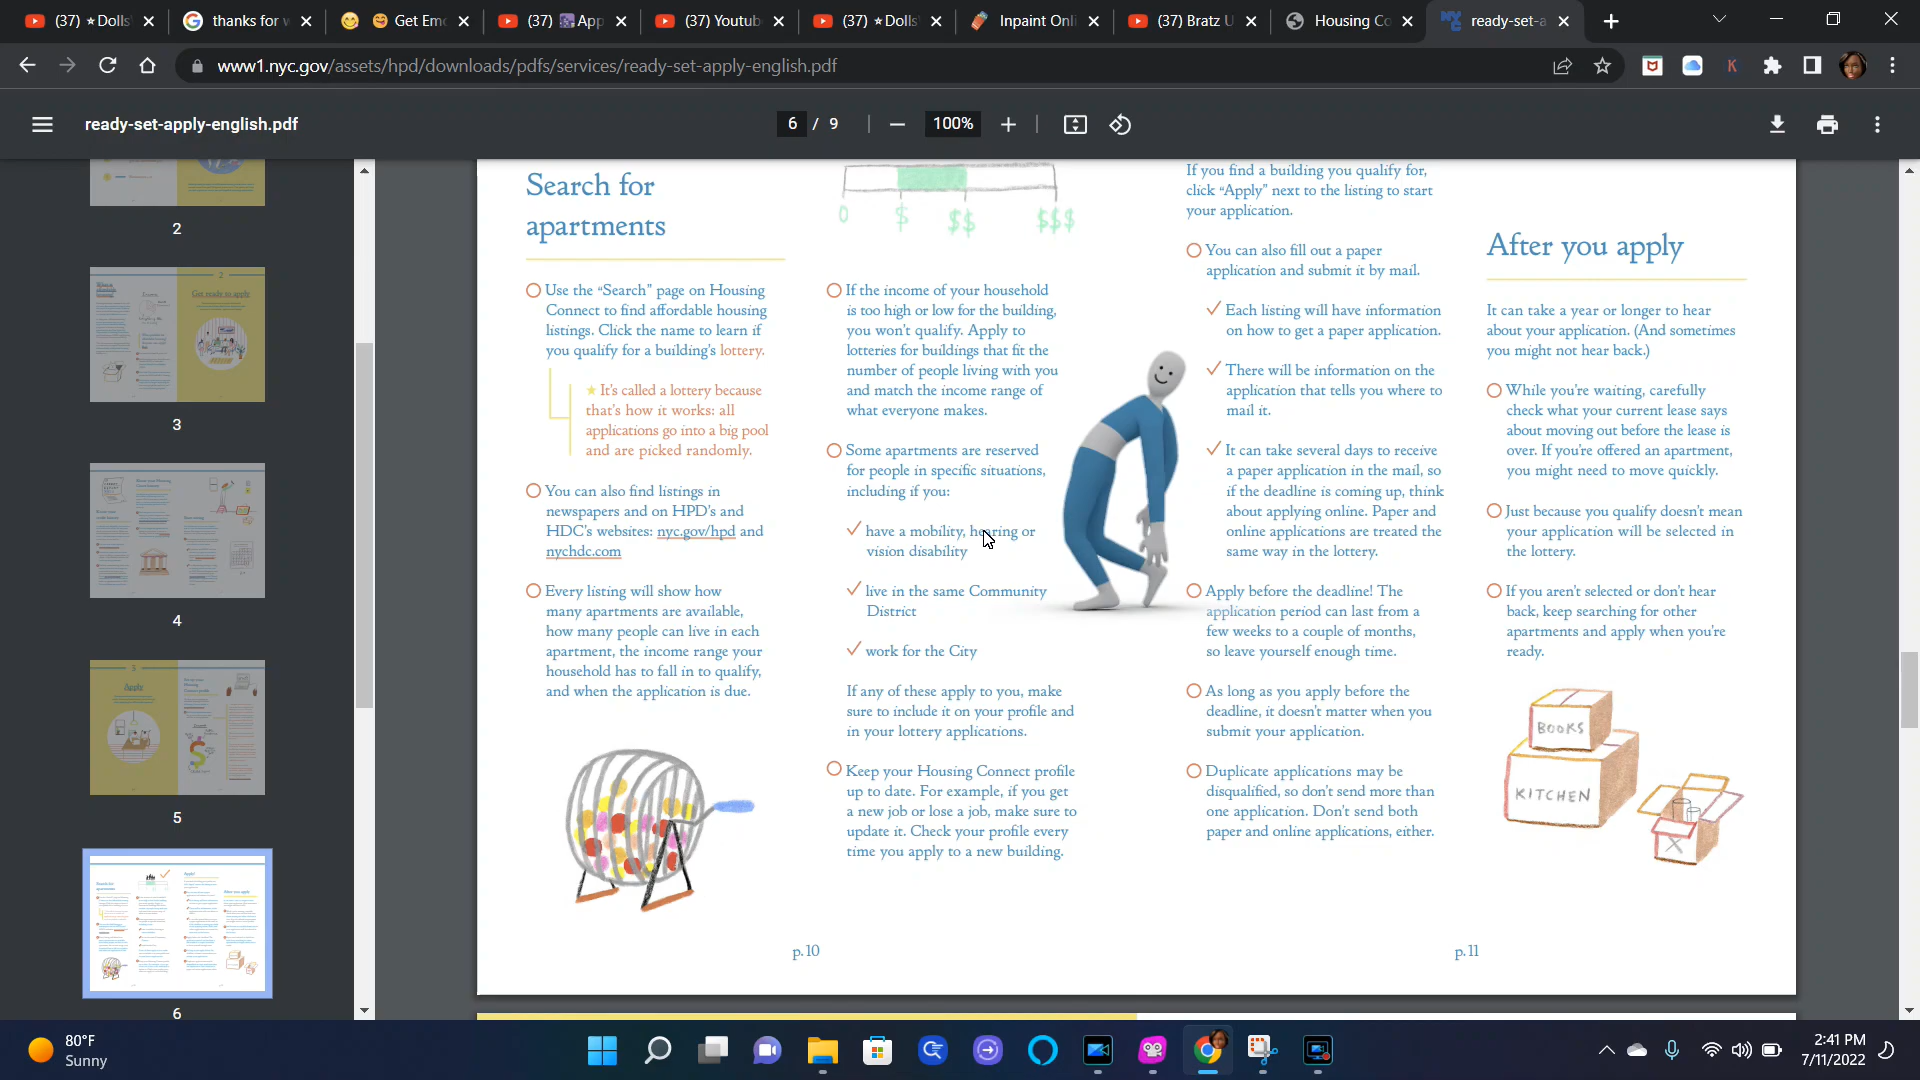 (37) ⭑Dolls
thanks for w
😄 Get Em
(37) App
(37) Youtub
(37) ⭑Dolls
Inpaint Onli
(37) Bratz U
Housing Co
ready-set-a
www1.nyc.gov/assets/hpd/downloads/pdfs/services/ready-set-apply-english.pdf
ready-set-apply-english.pdf
6 / 9
100%
2
3
4
5
6
Search for
apartments
Use the “Search” page on Housing
Connect to find affordable housing
listings. Click the name to learn if
you qualify for a building’s lottery.
★ It’s called a lottery because
that’s how it works: all
applications go into a big pool
and are picked randomly.
You can also find listings in
newspapers and on HPD’s and
HDC’s websites: nyc.gov/hpd and
nychdc.com
Every listing will show how
many apartments are available,
how many people can live in each
apartment, the income range your
household has to fall in to qualify,
and when the application is due.
0 $ $$ $$$
If the income of your household
is too high or low for the building,
you won’t qualify. Apply to
lotteries for buildings that fit the
number of people living with you
and match the income range of
what everyone makes.
Some apartments are reserved
for people in specific situations,
including if you:
✓ have a mobility, hearing or
vision disability
✓ live in the same Community
District
✓ work for the City
If any of these apply to you, make
sure to include it on your profile and
in your lottery applications.
Keep your Housing Connect profile
up to date. For example, if you get
a new job or lose a job, make sure to
update it. Check your profile every
time you apply to a new building.
p.10
If you find a building you qualify for,
click “Apply” next to the listing to start
your application.
You can also fill out a paper
application and submit it by mail.
✓ Each listing will have information
on how to get a paper application.
✓ There will be information on the
application that tells you where to
mail it.
✓ It can take several days to receive
a paper application in the mail, so
if the deadline is coming up, think
about applying online. Paper and
online applications are treated the
same way in the lottery.
Apply before the deadline! The
application period can last from a
few weeks to a couple of months,
so leave yourself enough time.
As long as you apply before the
deadline, it doesn’t matter when you
submit your application.
Duplicate applications may be
disqualified, so don’t send more than
one application. Don’t send both
paper and online applications, either.
After you apply
It can take a year or longer to hear
about your application. (And sometimes
you might not hear back.)
While you’re waiting, carefully
check what your current lease says
about moving out before the lease is
over. If you’re offered an apartment,
you might need to move quickly.
Just because you qualify doesn’t mean
your application will be selected in
the lottery.
If you aren’t selected or don’t hear
back, keep searching for other
apartments and apply when you’re
ready.
BOOKS
KITCHEN
p.11
80°F
Sunny
2:41 PM
7/11/2022